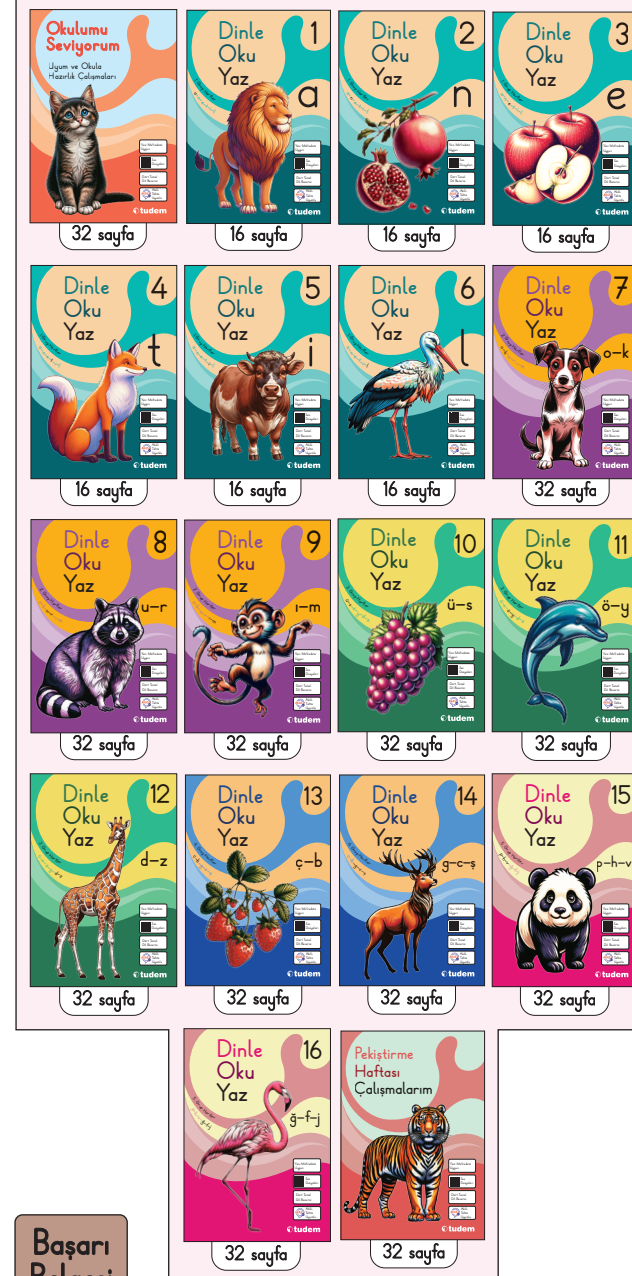 Okulumu
Seviyorum
Uyum ve Okula
Hazırlık Çalışmaları
tudem
32 sayfa
Dinle
Oku
Yaz
1
a
tudem
16 sayfa
Dinle
Oku
Yaz
2
n
tudem
16 sayfa
Dinle
Oku
Yaz
3
e
tudem
16 sayfa
Dinle
Oku
Yaz
4
t
tudem
16 sayfa
Dinle
Oku
Yaz
5
i
tudem
16 sayfa
Dinle
Oku
Yaz
6
l
tudem
16 sayfa
Dinle
Oku
Yaz
7
o-k
tudem
32 sayfa
Dinle
Oku
Yaz
8
u-r
tudem
32 sayfa
Dinle
Oku
Yaz
9
ı-m
tudem
32 sayfa
Dinle
Oku
Yaz
10
ü-s
tudem
32 sayfa
Dinle
Oku
Yaz
11
ö-y
tudem
32 sayfa
Dinle
Oku
Yaz
12
d-z
tudem
32 sayfa
Dinle
Oku
Yaz
13
ç-b
tudem
32 sayfa
Dinle
Oku
Yaz
14
g-c-ş
tudem
32 sayfa
Dinle
Oku
Yaz
15
p-h-v
tudem
32 sayfa
Dinle
Oku
Yaz
16
ğ-f-j
tudem
32 sayfa
Pekiştirme
Haftası
Çalışmalarım
tudem
32 sayfa
Başarı
Belgesi